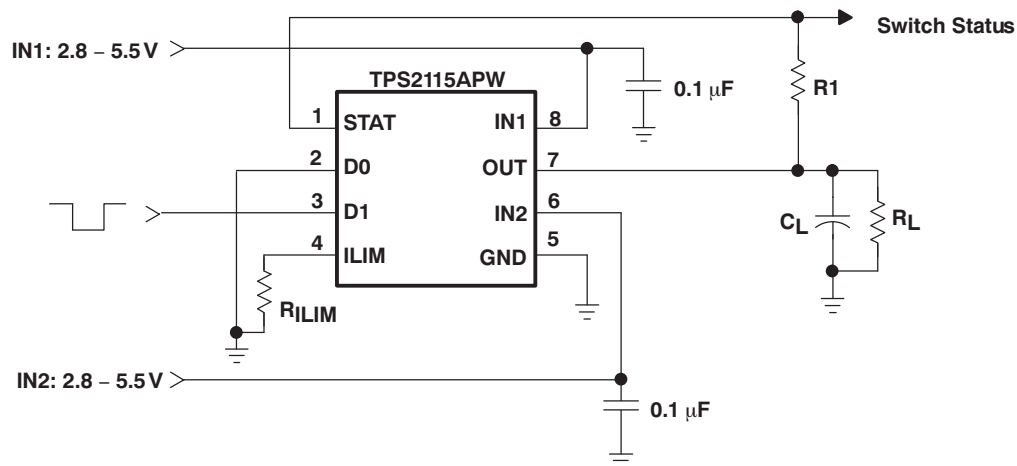 Switch Status
IN1: 2.8 – 5.5 V
TPS2115APW
0.1 μF
R1
1
STAT
IN1
8
2
D0
OUT
7
3
D1
IN2
6
4
ILIM
GND
5
CL
RL
RILIM
IN2: 2.8 – 5.5 V
0.1 μF